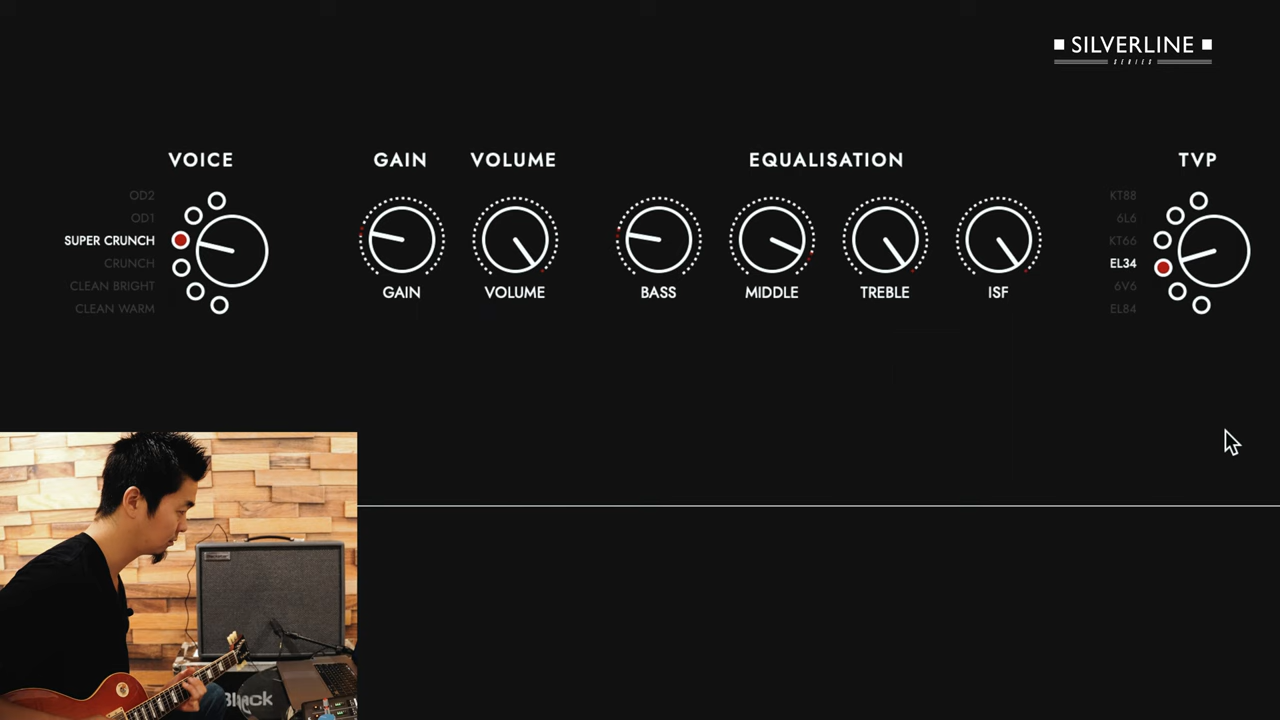 SILVERLINE
SERIES
VOICE
GAIN
VOLUME
EQUALISATION
TVP
OD2
OD1
SUPER CRUNCH
CRUNCH
CLEAN BRIGHT
CLEAN WARM
GAIN
VOLUME
BASS
MIDDLE
TREBLE
ISF
KT88
6L6
KT66
EL34
6V6
EL84
Black